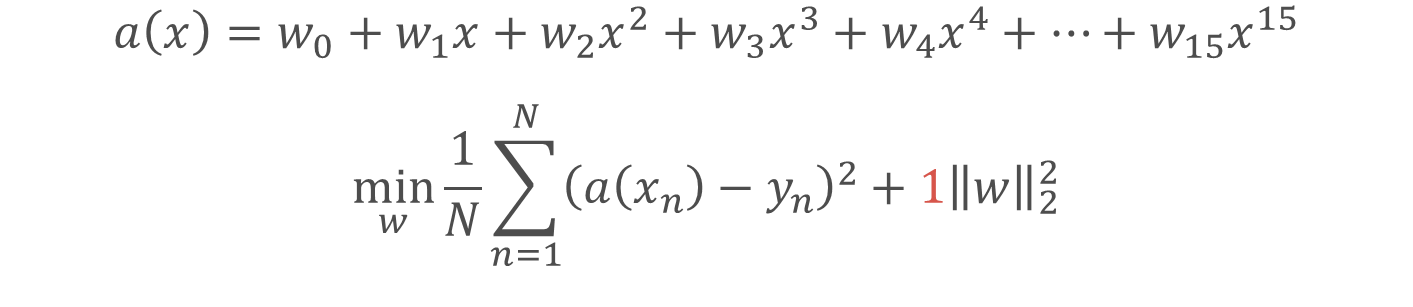 a(x) = w₀ + w₁x + w₂x² + w₃x³ + w₄x⁴ + ⋯ + w₁₅x¹⁵
min_w 1/N ∑_{n=1}^{N} (a(xₙ) − yₙ)² + 1‖w‖₂²